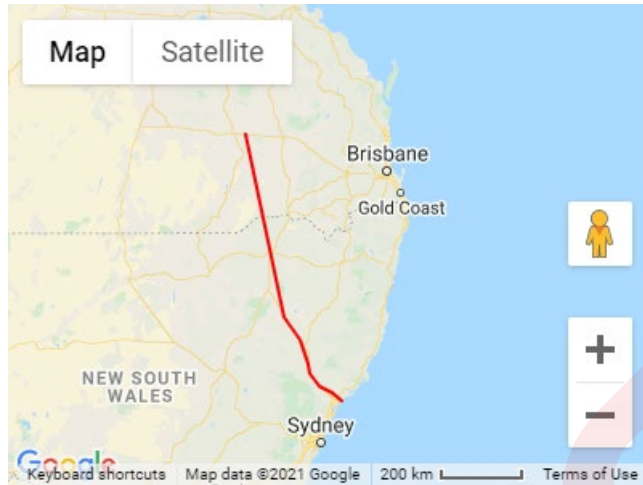 Map Satellite
Brisbane
Gold Coast
NEW SOUTH
WALES
Sydney
Google
Keyboard shortcuts Map data ©2021 Google 200 km Terms of Use